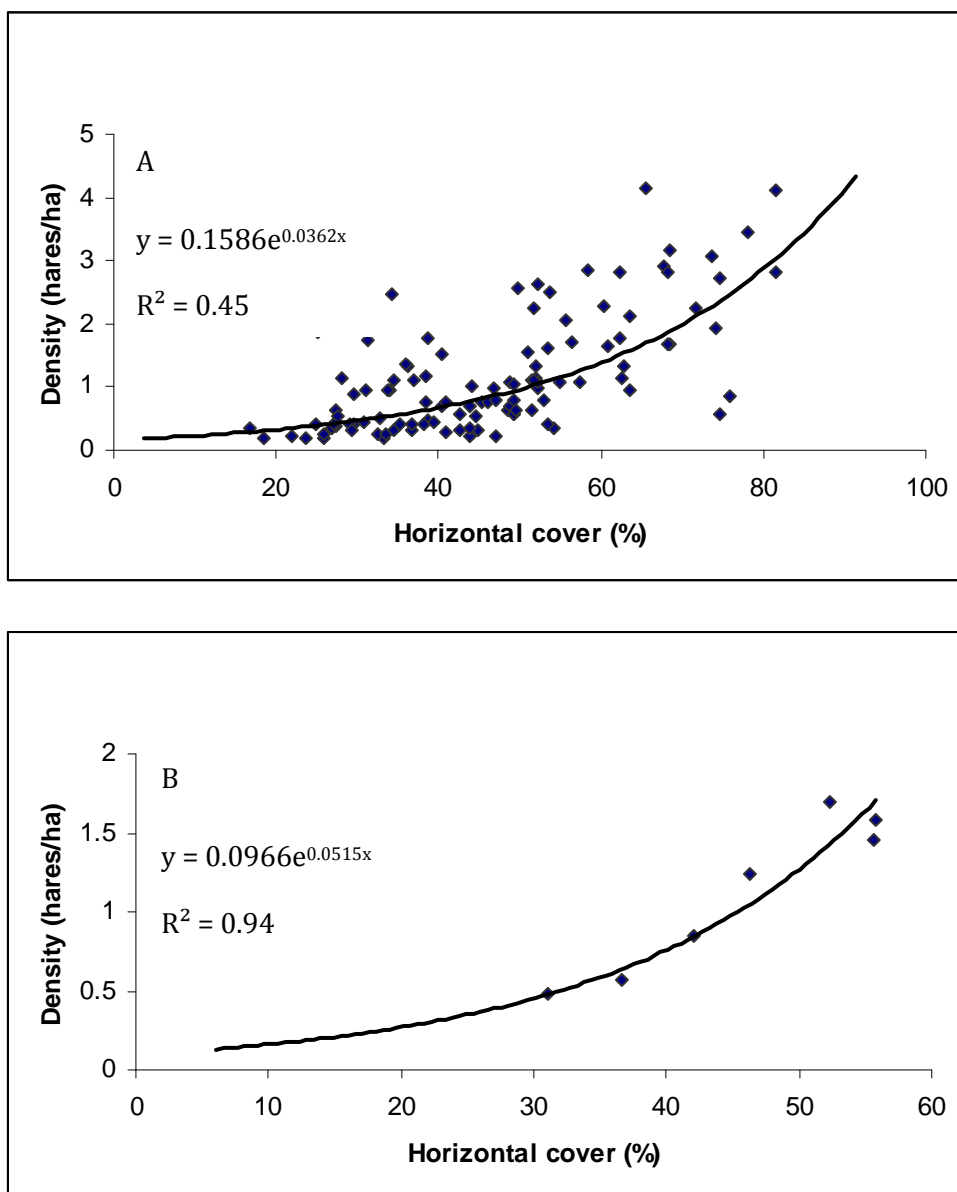 A
y = 0.1586e^0.0362x
R² = 0.45
Density (hares/ha)
5
4
3
2
1
0
0 20 40 60 80 100
Horizontal cover (%)
B
y = 0.0966e^0.0515x
R² = 0.94
Density (hares/ha)
2
1.5
1
0.5
0
0 10 20 30 40 50 60
Horizontal cover (%)